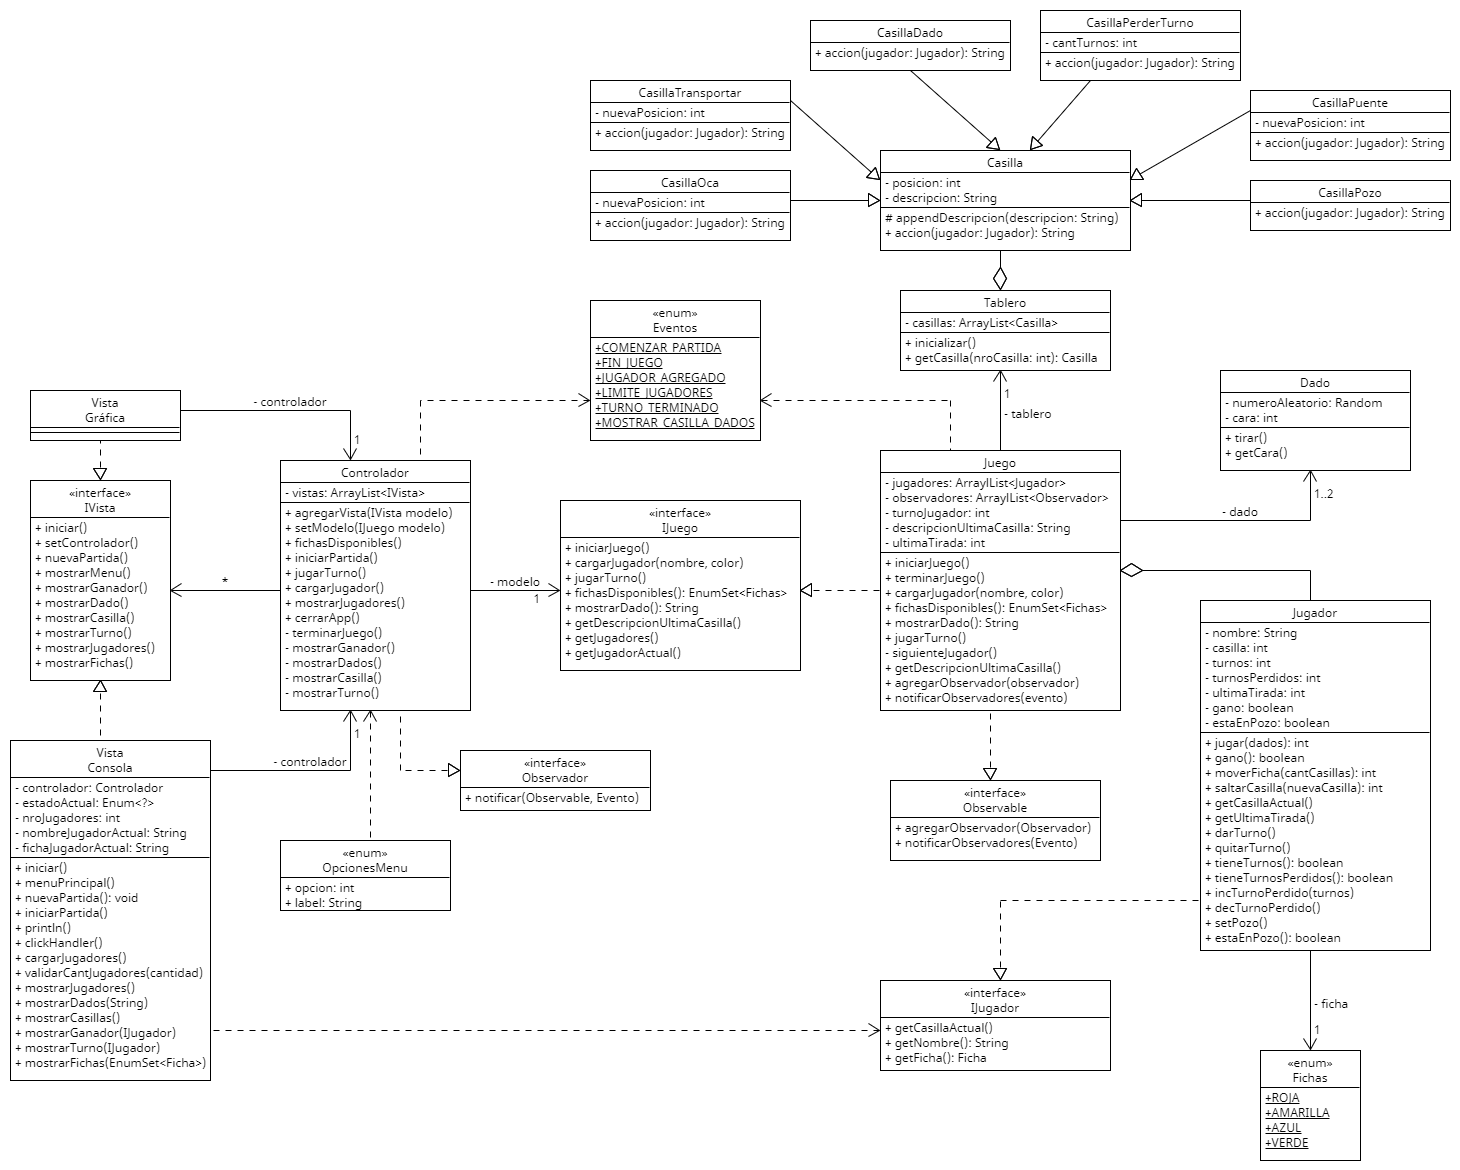 CasillaDado
+ accion(jugador: Jugador): String
CasillaPerderTurno
- cantTurnos: int
+ accion(jugador: Jugador): String
CasillaTransportar
- nuevaPosicion: int
+ accion(jugador: Jugador): String
CasillaPuente
- nuevaPosicion: int
+ accion(jugador: Jugador): String
CasillaOca
- nuevaPosicion: int
+ accion(jugador: Jugador): String
Casilla
- posicion: int
- descripcion: String
# appendDescripcion(descripcion: String)
+ accion(jugador: Jugador): String
CasillaPozo
+ accion(jugador: Jugador): String
Tablero
- casillas: ArrayList<Casilla>
+ inicializar()
+ getCasilla(nroCasilla: int): Casilla
«enum»
Eventos
+COMENZAR_PARTIDA
+FIN_JUEGO
+JUGADOR_AGREGADO
+LIMITE_JUGADORES
+TURNO_TERMINADO
+MOSTRAR_CASILLA_DADOS
1
- tablero
Dado
- numeroAleatorio: Random
- cara: int
+ tirar()
+ getCara()
1..2
- dado
Vista
Gráfica
- controlador
1
«interface»
IVista
+ iniciar()
+ setControlador()
+ nuevaPartida()
+ mostrarMenu()
+ mostrarGanador()
+ mostrarDado()
+ mostrarCasilla()
+ mostrarTurno()
+ mostrarJugadores()
+ mostrarFichas()
*
Controlador
- vistas: ArrayList<IVista>
+ agregarVista(IVista modelo)
+ setModelo(IJuego modelo)
+ fichasDisponibles()
+ iniciarPartida()
+ jugarTurno()
+ cargarJugador()
+ mostrarJugadores()
+ cerrarApp()
- terminarJuego()
- mostrarGanador()
- mostrarDados()
- mostrarCasilla()
- mostrarTurno()
- modelo
1
«interface»
IJuego
+ iniciarJuego()
+ cargarJugador(nombre, color)
+ jugarTurno()
+ fichasDisponibles(): EnumSet<Fichas>
+ mostrarDado(): String
+ getDescripcionUltimaCasilla()
+ getJugadores()
+ getJugadorActual()
Juego
- jugadores: ArraylList<Jugador>
- observadores: ArraylList<Observador>
- turnoJugador: int
- descripcionUltimaCasilla: String
- ultimaTirada: int
+ iniciarJuego()
+ terminarJuego()
+ cargarJugador(nombre, color)
+ fichasDisponibles(): EnumSet<Fichas>
+ mostrarDado(): String
+ jugarTurno()
- siguienteJugador()
+ getDescripcionUltimaCasilla()
+ agregarObservador(observador)
+ notificarObservadores(evento)
Jugador
- nombre: String
- casilla: int
- turnos: int
- turnosPerdidos: int
- ultimaTirada: int
- gano: boolean
- estaEnPozo: boolean
+ jugar(dados): int
+ gano(): boolean
+ moverFicha(cantCasillas): int
+ saltarCasilla(nuevaCasilla): int
+ getCasillaActual()
+ getUltimaTirada()
+ darTurno()
+ quitarTurno()
+ tieneTurnos(): boolean
+ tieneTurnosPerdidos(): boolean
+ incTurnoPerdido(turnos)
+ decTurnoPerdido()
+ setPozo()
+ estaEnPozo(): boolean
1
- controlador
Vista
Consola
- controlador: Controlador
- estadoActual: Enum<?>
- nroJugadores: int
- nombreJugadorActual: String
- fichaJugadorActual: String
+ iniciar()
+ menuPrincipal()
+ nuevaPartida(): void
+ iniciarPartida()
+ println()
+ clickHandler()
+ cargarJugadores()
+ validarCantJugadores(cantidad)
+ mostrarJugadores()
+ mostrarDados(String)
+ mostrarCasillas()
+ mostrarGanador(IJugador)
+ mostrarTurno(IJugador)
+ mostrarFichas(EnumSet<Ficha>)
«interface»
Observador
+ notificar(Observable, Evento)
«enum»
OpcionesMenu
+ opcion: int
+ label: String
«interface»
Observable
+ agregarObservador(Observador)
+ notificarObservadores(Evento)
«interface»
IJugador
+ getCasillaActual()
+ getNombre(): String
+ getFicha(): Ficha
- ficha
1
«enum»
Fichas
+ROJA
+AMARILLA
+AZUL
+VERDE